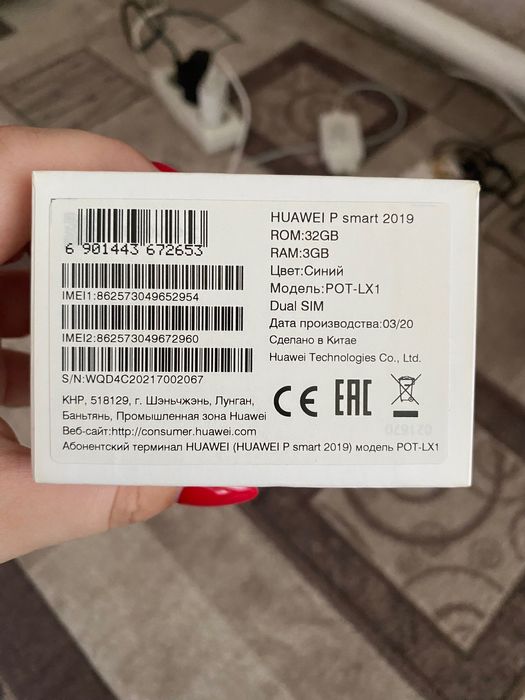 HUAWEI P smart 2019
ROM:32GB
RAM:3GB
Цвет:Синий
Модель:POT-LX1
Dual SIM
Дата производства:03/20
Сделано в Китае
Huawei Technologies Co., Ltd.
6 901443 672653
IMEI1:862573049652954
IMEI2:862573049672960
S/N:WQD4C20217002067
КНР, 518129, г. Шэньчжэнь, Лунган,
Баньтянь, Промышленная зона Huawei
Веб-сайт:http://consumer.huawei.com
Абонентский терминал HUAWEI (HUAWEI P smart 2019) модель POT-LX1
CE
EAC